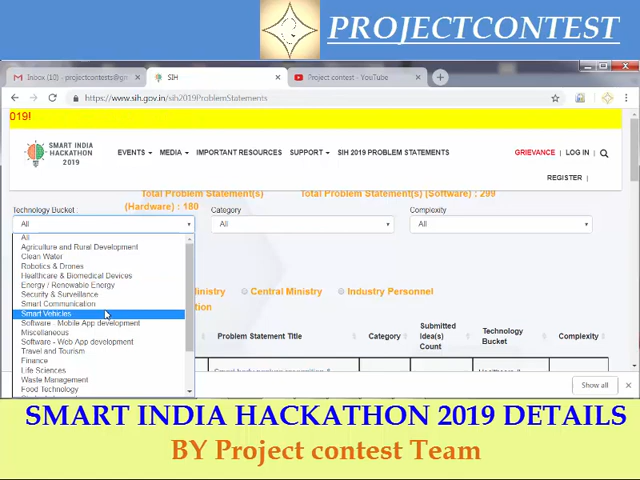 PROJECTCONTEST
Inbox (10) - projectcontests@gm
SIH
Project contest - YouTube
https://www.sih.gov.in/sih2019ProblemStatements
019!
SMART INDIA
HACKATHON
2019
EVENTS
MEDIA
IMPORTANT RESOURCES
SUPPORT
SIH 2019 PROBLEM STATEMENTS
GRIEVANCE
LOG IN
REGISTER
Total Problem Statement(s)
(Hardware) : 180
Total Problem Statement(s) (Software) : 299
Technology Bucket :
Category
Complexity
All
All
All
All
Agriculture and Rural Development
Clean Water
Robotics & Drones
Healthcare & Biomedical Devices
Energy / Renewable Energy
Security & Surveillance
Smart Communication
Smart Vehicles
Software - Mobile App development
Miscellaneous
Software - Web App development
Travel and Tourism
Finance
Life Sciences
Waste Management
Food Technology
Ministry
Central Ministry
Industry Personnel
tion
Problem Statement Title
Category
Submitted
Idea(s)
Count
Technology
Bucket
Complexity
Show all
SMART INDIA HACKATHON 2019 DETAILS
BY Project contest Team